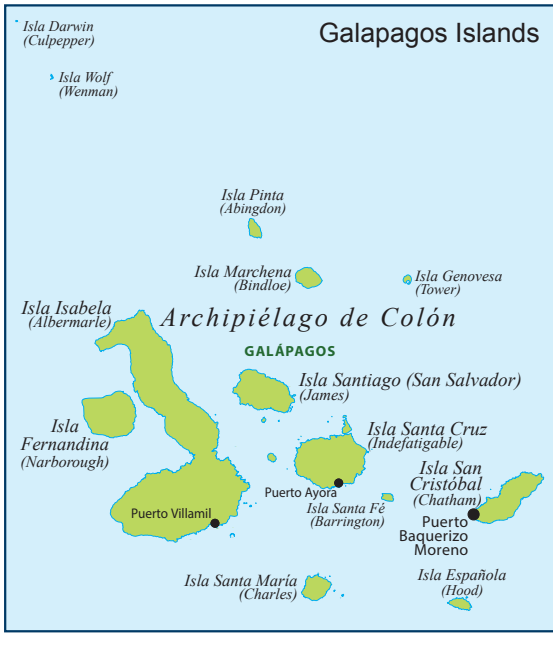 Galapagos Islands
Isla Darwin
(Culpepper)
Isla Wolf
(Wenman)
Isla Pinta
(Abingdon)
Isla Marchena
(Bindloe)
Isla Genovesa
(Tower)
Isla Isabela
(Albermarle)
Archipiélago de Colón
GALÁPAGOS
Isla Santiago (San Salvador)
(James)
Isla
Fernandina
(Narborough)
Isla Santa Cruz
(Indefatigable)
Isla San
Cristóbal
(Chatham)
Puerto Ayora
Isla Santa Fé
(Barrington)
Puerto Villamil
Puerto
Baquerizo
Moreno
Isla Santa María
(Charles)
Isla Española
(Hood)